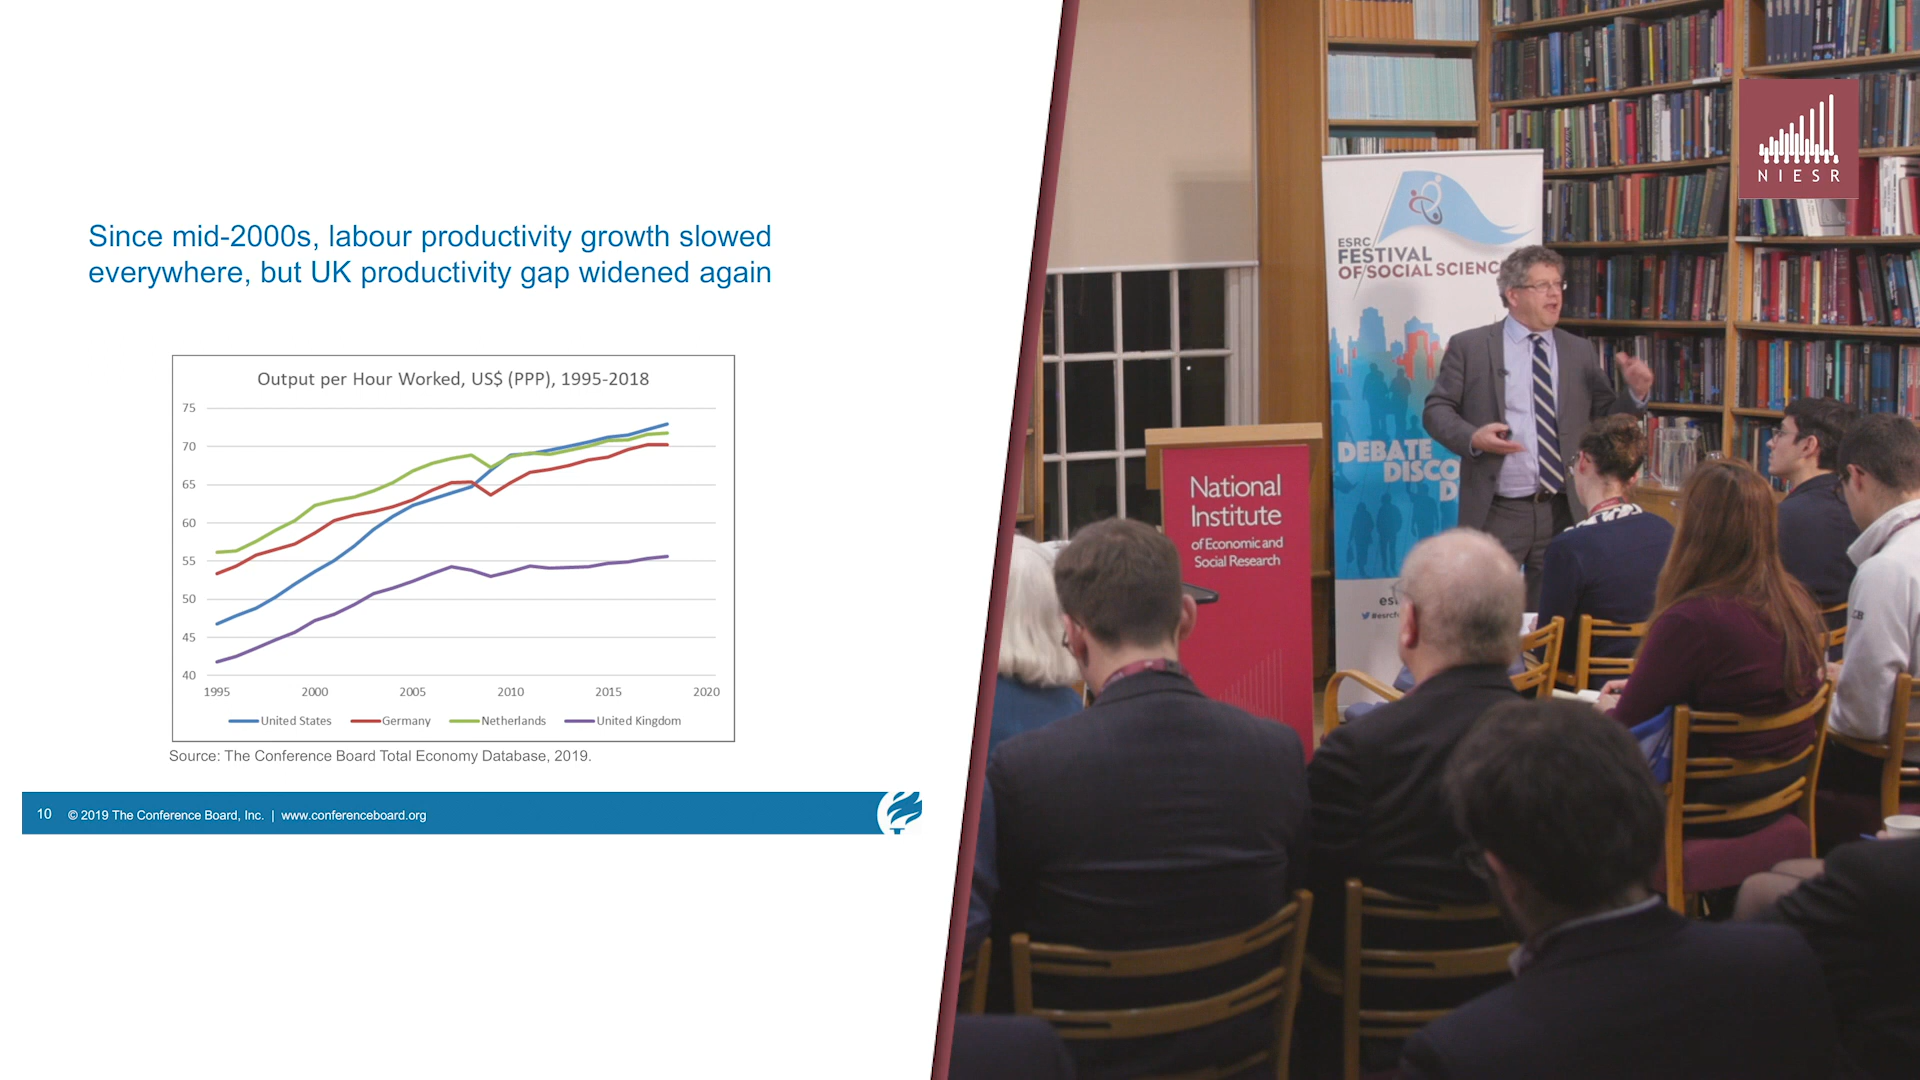 Since mid-2000s, labour productivity growth slowed
everywhere, but UK productivity gap widened again
Output per Hour Worked, US$ (PPP), 1995-2018
75
70
65
60
55
50
45
40
1995 2000 2005 2010 2015 2020
United States Germany Netherlands United Kingdom
Source: The Conference Board Total Economy Database, 2019.
10 © 2019 The Conference Board, Inc. | www.conferenceboard.org
NIESR
ESRC
FESTIVAL
OF SOCIAL SCIENC
DEBATE
DISCO
D
National
Institute
of Economic and
Social Research